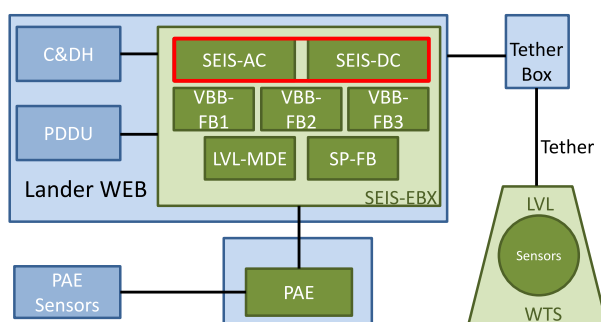 C&DH
SEIS-AC
SEIS-DC
Tether
Box
PDDU
VBB-
FB1
VBB-
FB2
VBB-
FB3
LVL-MDE
SP-FB
Tether
Lander WEB
SEIS-EBX
LVL
Sensors
WTS
PAE
Sensors
PAE